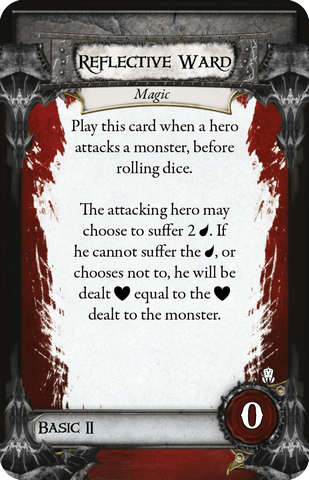 Reflective Ward
Magic
Play this card when a hero
attacks a monster, before
rolling dice.
The attacking hero may
choose to suffer 2 . If
he cannot suffer the , or
chooses not to, he will be
dealt ♥ equal to the ♥
dealt to the monster.
Basic II
0